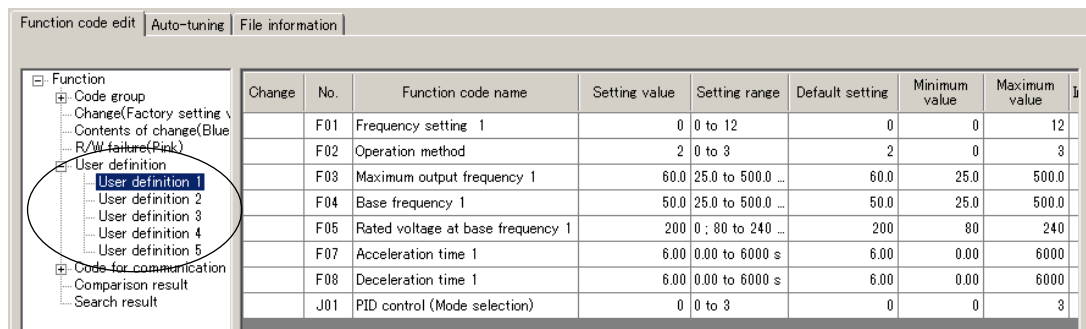 Function code edit Auto-tuning File information
Function
Code group
Change(Factory setting v
Contents of change(Blue
R/W failure(Pink)
User definition
User definition 1
User definition 2
User definition 3
User definition 4
User definition 5
Code for communication
Comparison result
Search result
Change No. Function code name Setting value Setting range Default setting Minimum value Maximum value
F01 Frequency setting 1 0 0 to 12 0 0 12
F02 Operation method 2 0 to 3 2 0 3
F03 Maximum output frequency 1 60.0 25.0 to 500.0 ... 60.0 25.0 500.0
F04 Base frequency 1 50.0 25.0 to 500.0 ... 50.0 25.0 500.0
F05 Rated voltage at base frequency 1 200 0 ; 80 to 240 ... 200 80 240
F07 Acceleration time 1 6.00 0.00 to 6000 s 6.00 0.00 6000
F08 Deceleration time 1 6.00 0.00 to 6000 s 6.00 0.00 6000
J01 PID control (Mode selection) 0 0 to 3 0 0 3